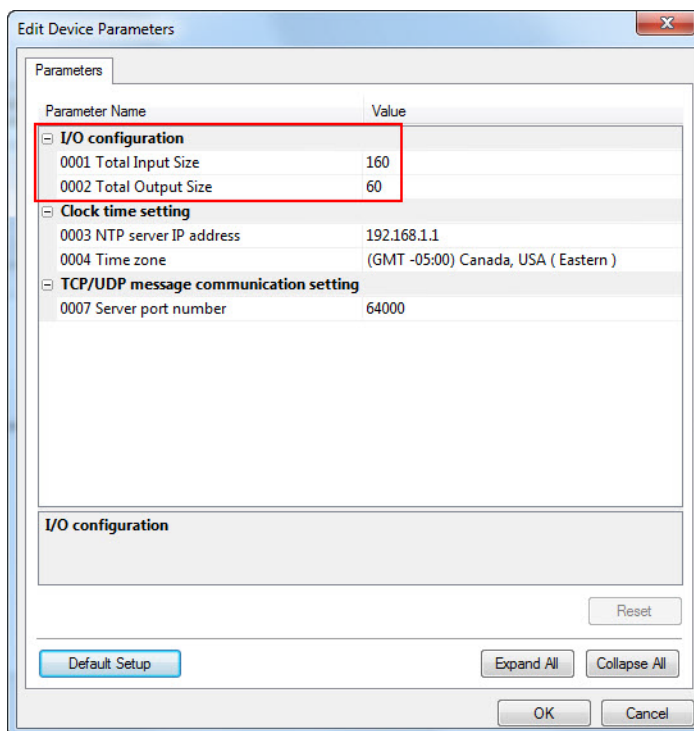 Edit Device Parameters
Parameters
Parameter Name Value
I/O configuration
0001 Total Input Size 160
0002 Total Output Size 60
Clock time setting
0003 NTP server IP address 192.168.1.1
0004 Time zone (GMT -05:00) Canada, USA ( Eastern )
TCP/UDP message communication setting
0007 Server port number 64000
I/O configuration
Reset
Default Setup Expand All Collapse All
OK Cancel